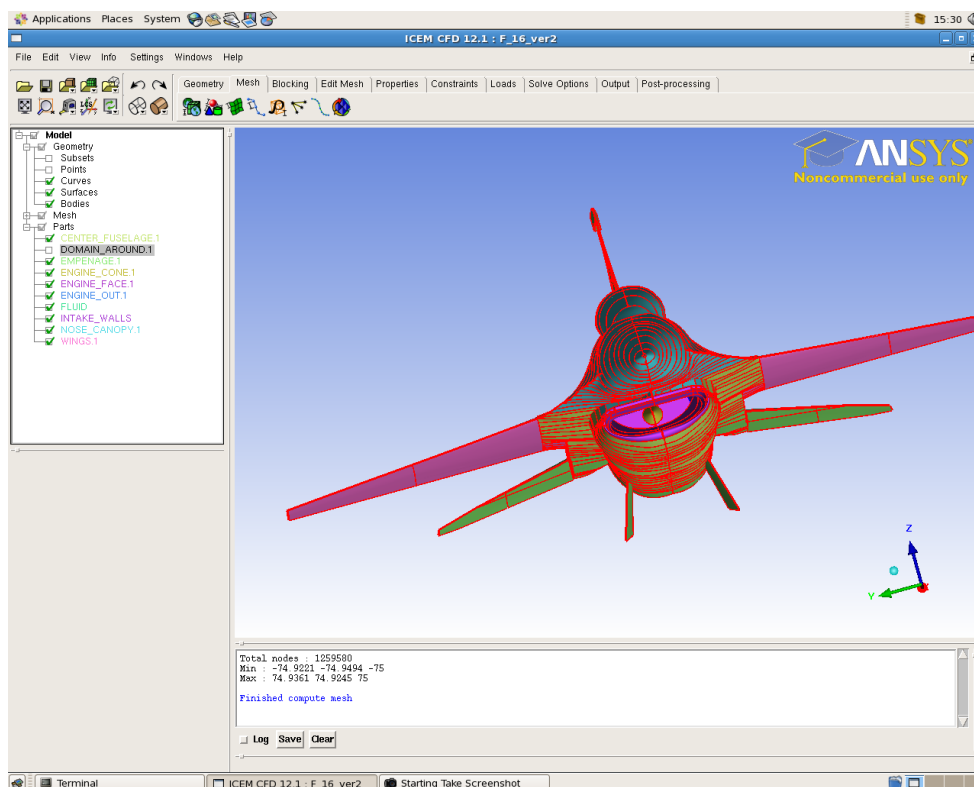 Applications Places System 15:30
ICEM CFD 12.1 : F_16_ver2
File Edit View Info Settings Windows Help
Geometry Mesh Blocking Edit Mesh Properties Constraints Loads Solve Options Output Post-processing
LCS
Model
Geometry
Subsets
Points
Curves
Surfaces
Bodies
Mesh
Parts
CENTER_FUSELAGE.1
DOMAIN_AROUND.1
EMPENAGE.1
ENGINE_CONE.1
ENGINE_FACE.1
ENGINE_OUT.1
FLUID
INTAKE_WALLS
NOSE_CANOPY.1
WINGS.1
ANSYS
Noncommercial use only
Z
Y
Total nodes : 1259580
Min : -74.9221 -74.9494 -75
Max : 74.9361 74.9245 75
Finished compute mesh
Log Save Clear
Terminal ICEM CFD 12.1 : F_16_ver2 Starting Take Screenshot